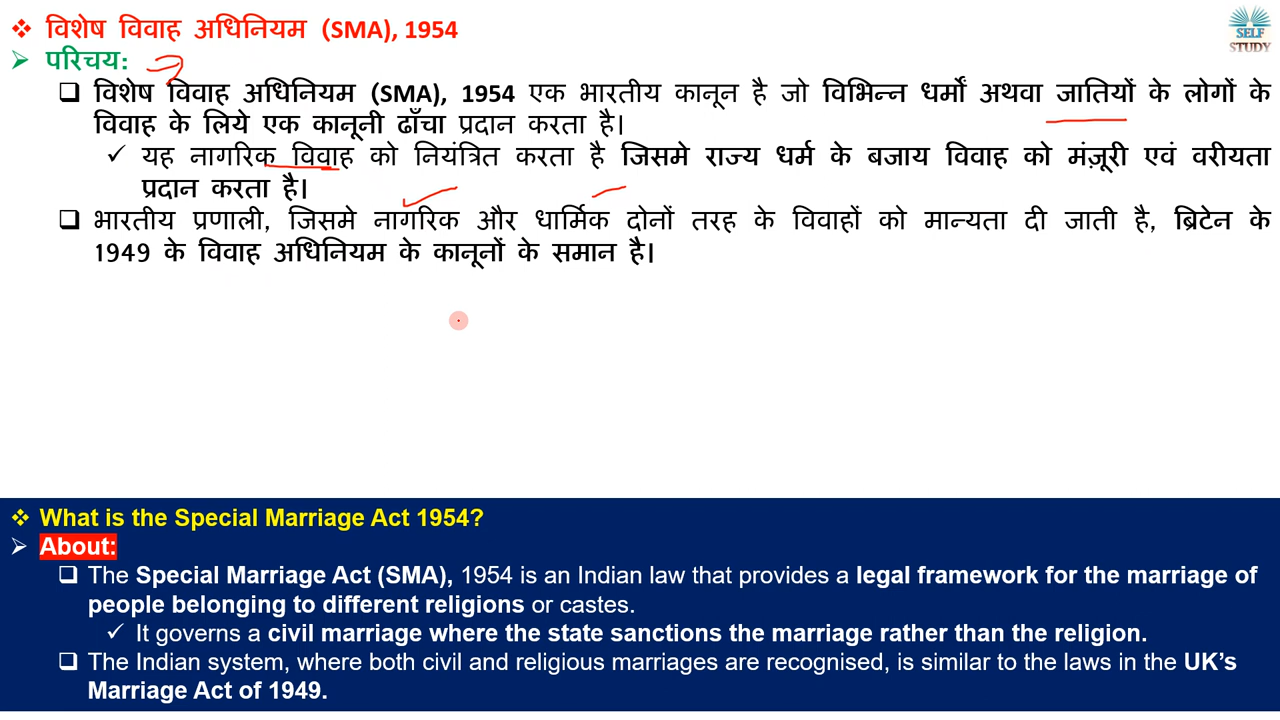 ❖ विशेष विवाह अधिनियम (SMA), 1954
SELF
STUDY
➢ परिचय:
❑ विशेष विवाह अधिनियम (SMA), 1954 एक भारतीय कानून है जो विभिन्न धर्मों अथवा जातियों के लोगों के
विवाह के लिये एक कानूनी ढाँचा प्रदान करता है।
✓ यह नागरिक विवाह को नियंत्रित करता है जिसमे राज्य धर्म के बजाय विवाह को मंज़ूरी एवं वरीयता
प्रदान करता है।
❑ भारतीय प्रणाली, जिसमे नागरिक और धार्मिक दोनों तरह के विवाहों को मान्यता दी जाती है, ब्रिटेन के
1949 के विवाह अधिनियम के कानूनों के समान है।
❖ What is the Special Marriage Act 1954?
➢ About:
❑ The Special Marriage Act (SMA), 1954 is an Indian law that provides a legal framework for the marriage of
people belonging to different religions or castes.
✓ It governs a civil marriage where the state sanctions the marriage rather than the religion.
❑ The Indian system, where both civil and religious marriages are recognised, is similar to the laws in the UK's
Marriage Act of 1949.